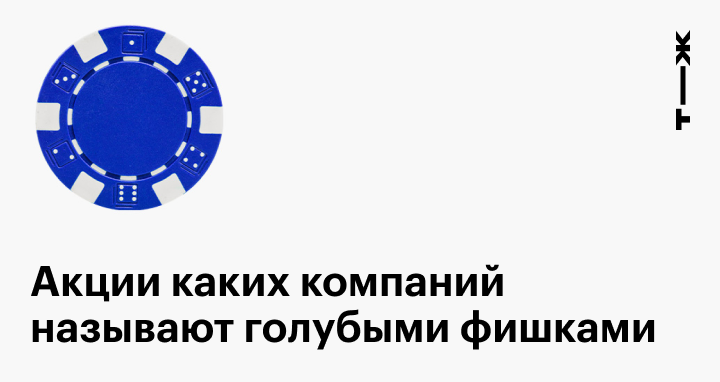 Т—Ж
Акции каких компаний
называют голубыми фишками